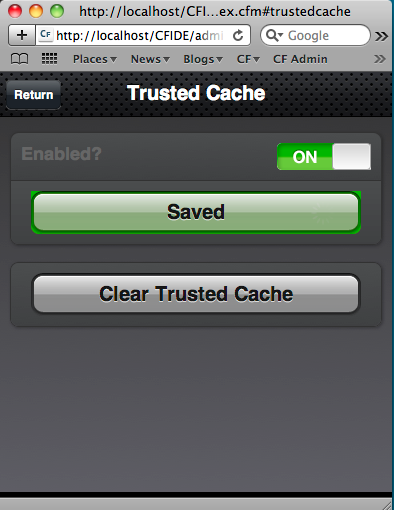 http://localhost/CFI...ex.cfm#trustedcache
+ CF http://localhost/CFIDE/adm Google »
Places▾ News▾ Blogs▾ CF▾ CF Admin »
Return Trusted Cache
Enabled? ON
Saved
Clear Trusted Cache